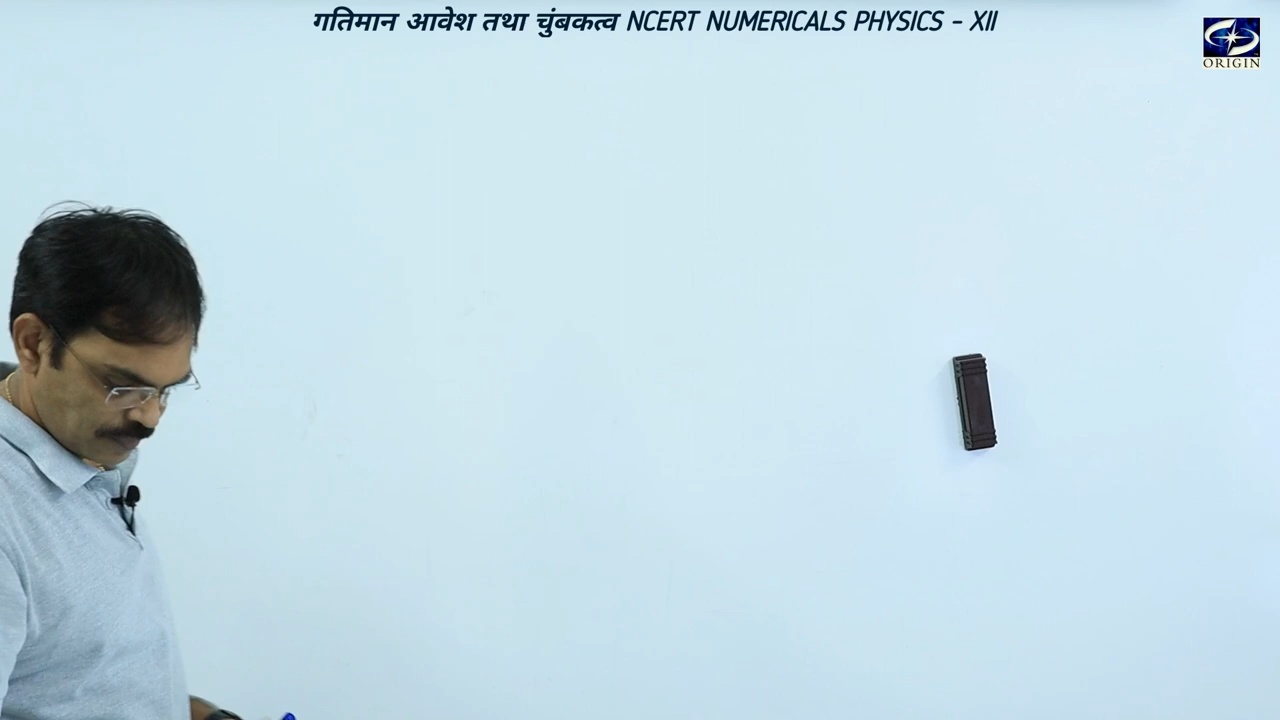 गतिमान आवेश तथा चुंबकत्व NCERT NUMERICALS PHYSICS - XII
ORIGIN